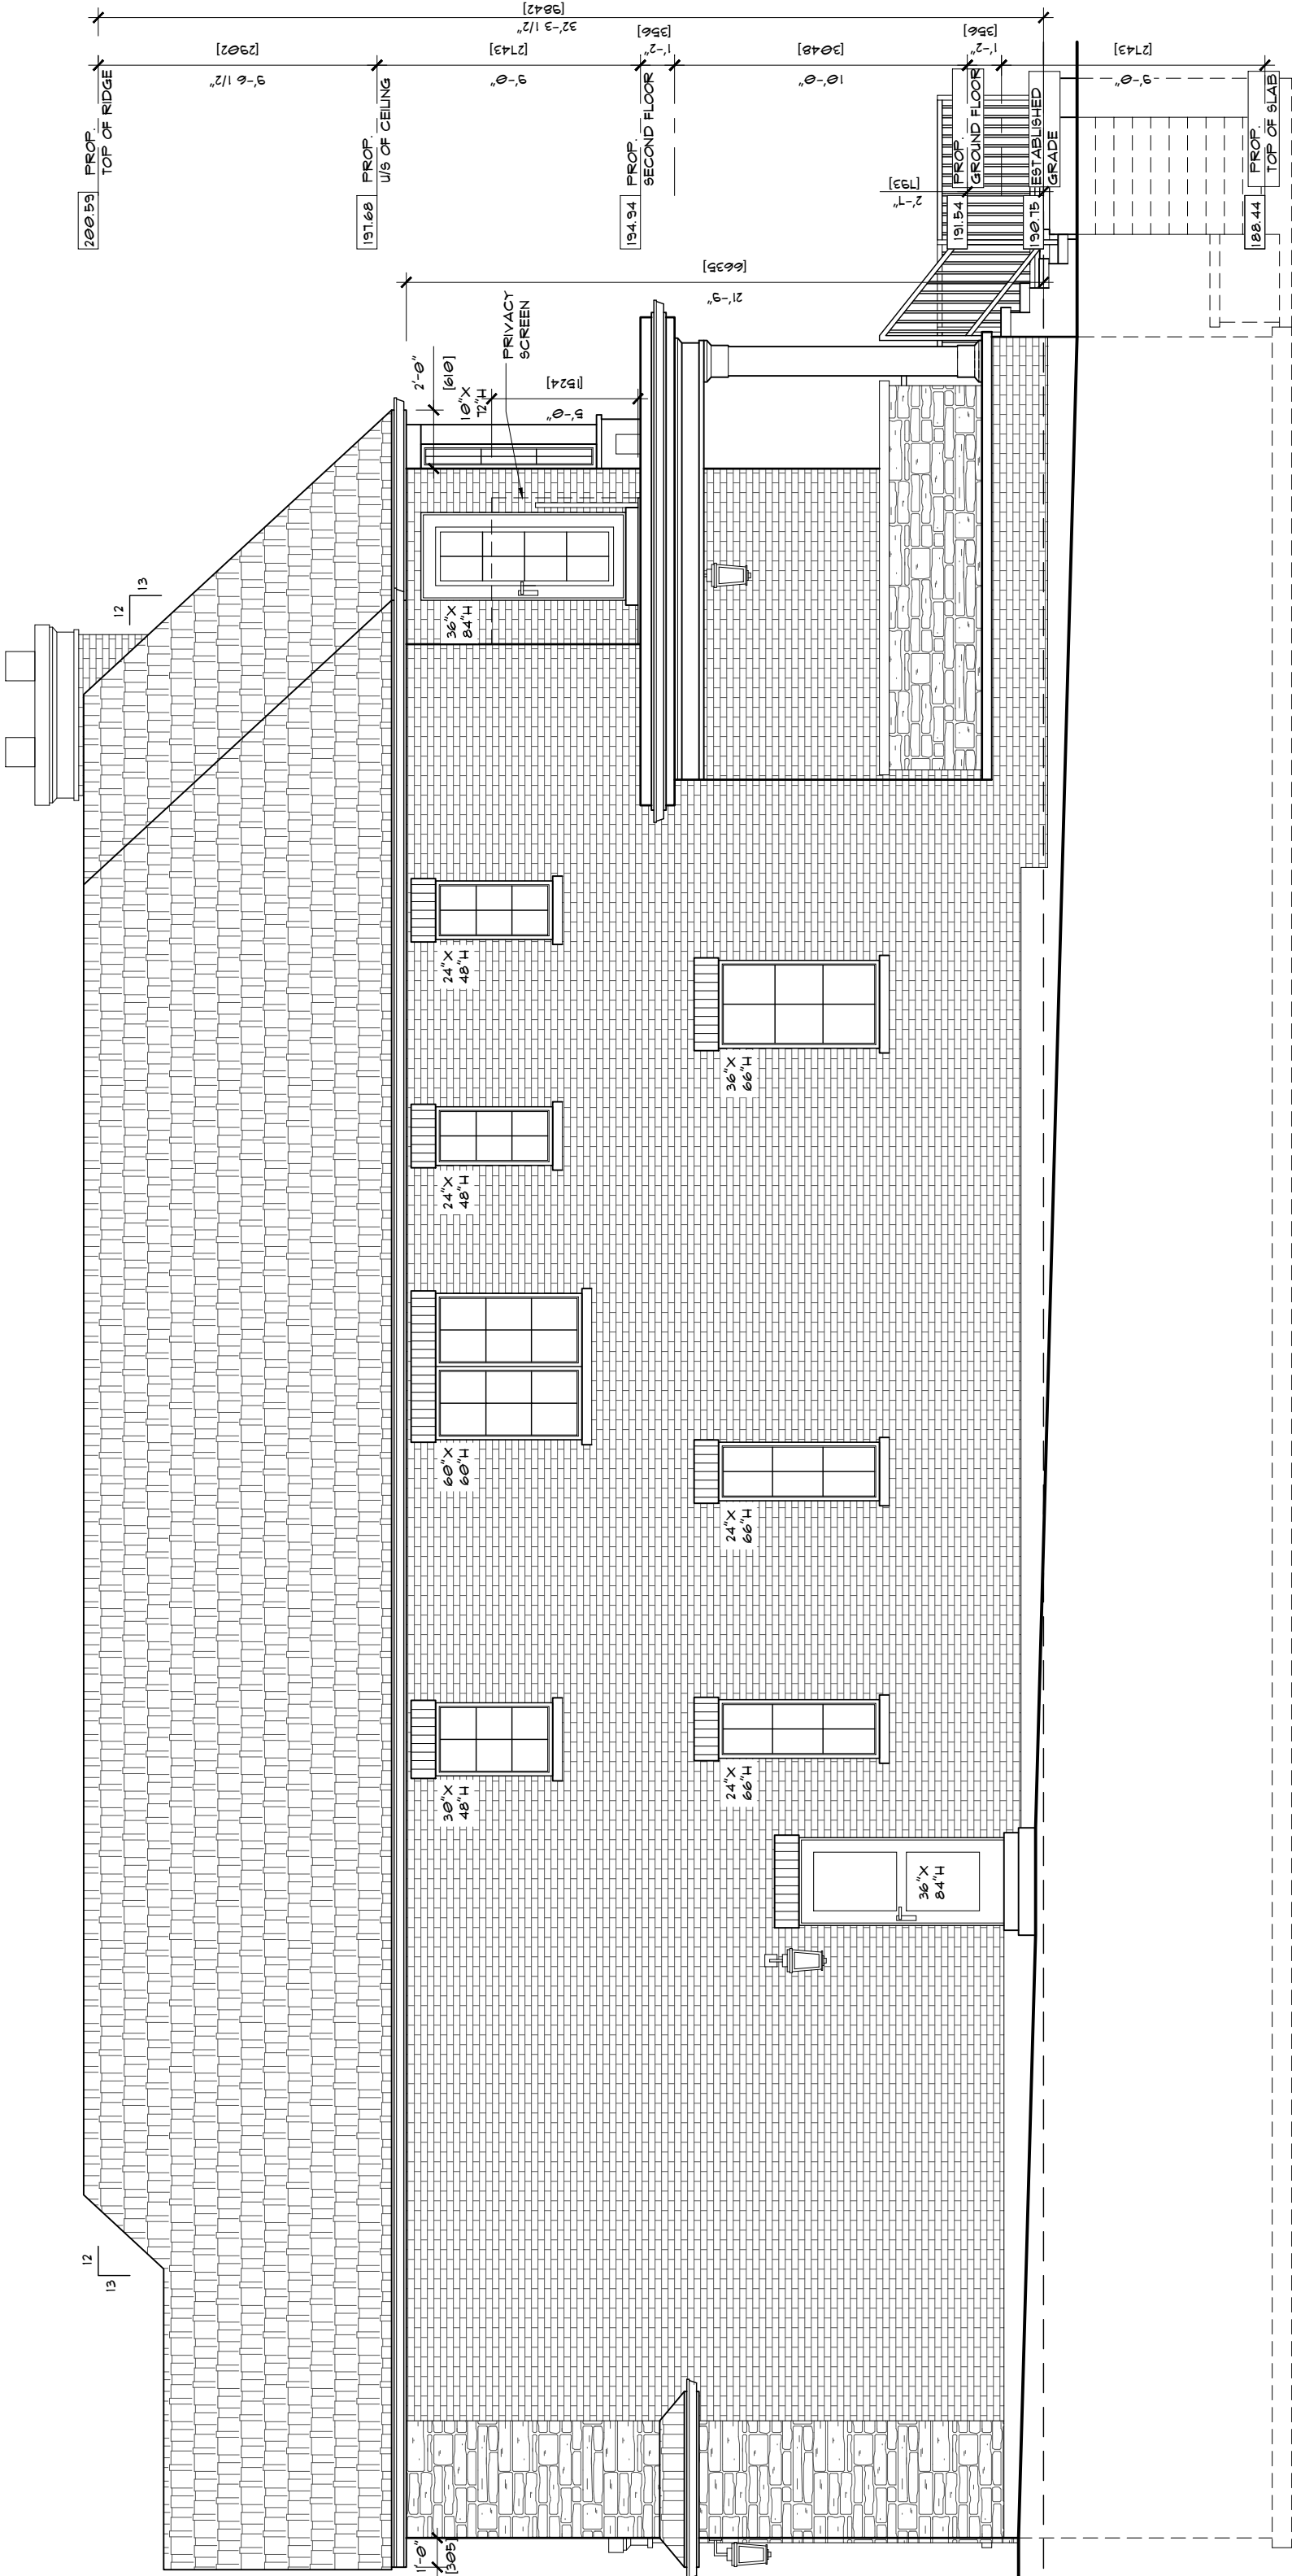 12
13
12
13
200.59
PROP.
TOP OF RIDGE
197.68
PROP.
U/S OF CEILING
194.94
PROP.
SECOND FLOOR
191.54
PROP.
GROUND FLOOR
190.75
ESTABLISHED
GRADE
188.44
PROP.
TOP OF SLAB
9'-6 1/2"
[2902]
9'-0"
[2743]
1'-2"
[356]
10'-0"
[3048]
1'-2"
[356]
9'-0"
[2743]
32'-3 1/2"
[9842]
21'-9"
[6635]
2'-7"
[793]
2'-0"
[610]
10"X
72"H
5'-0"
[1524]
PRIVACY
SCREEN
36"X
84"H
24"X
48"H
24"X
48"H
60"X
60"H
30"X
48"H
36"X
66"H
24"X
66"H
24"X
66"H
36"X
84"H
1'-0"
[305]